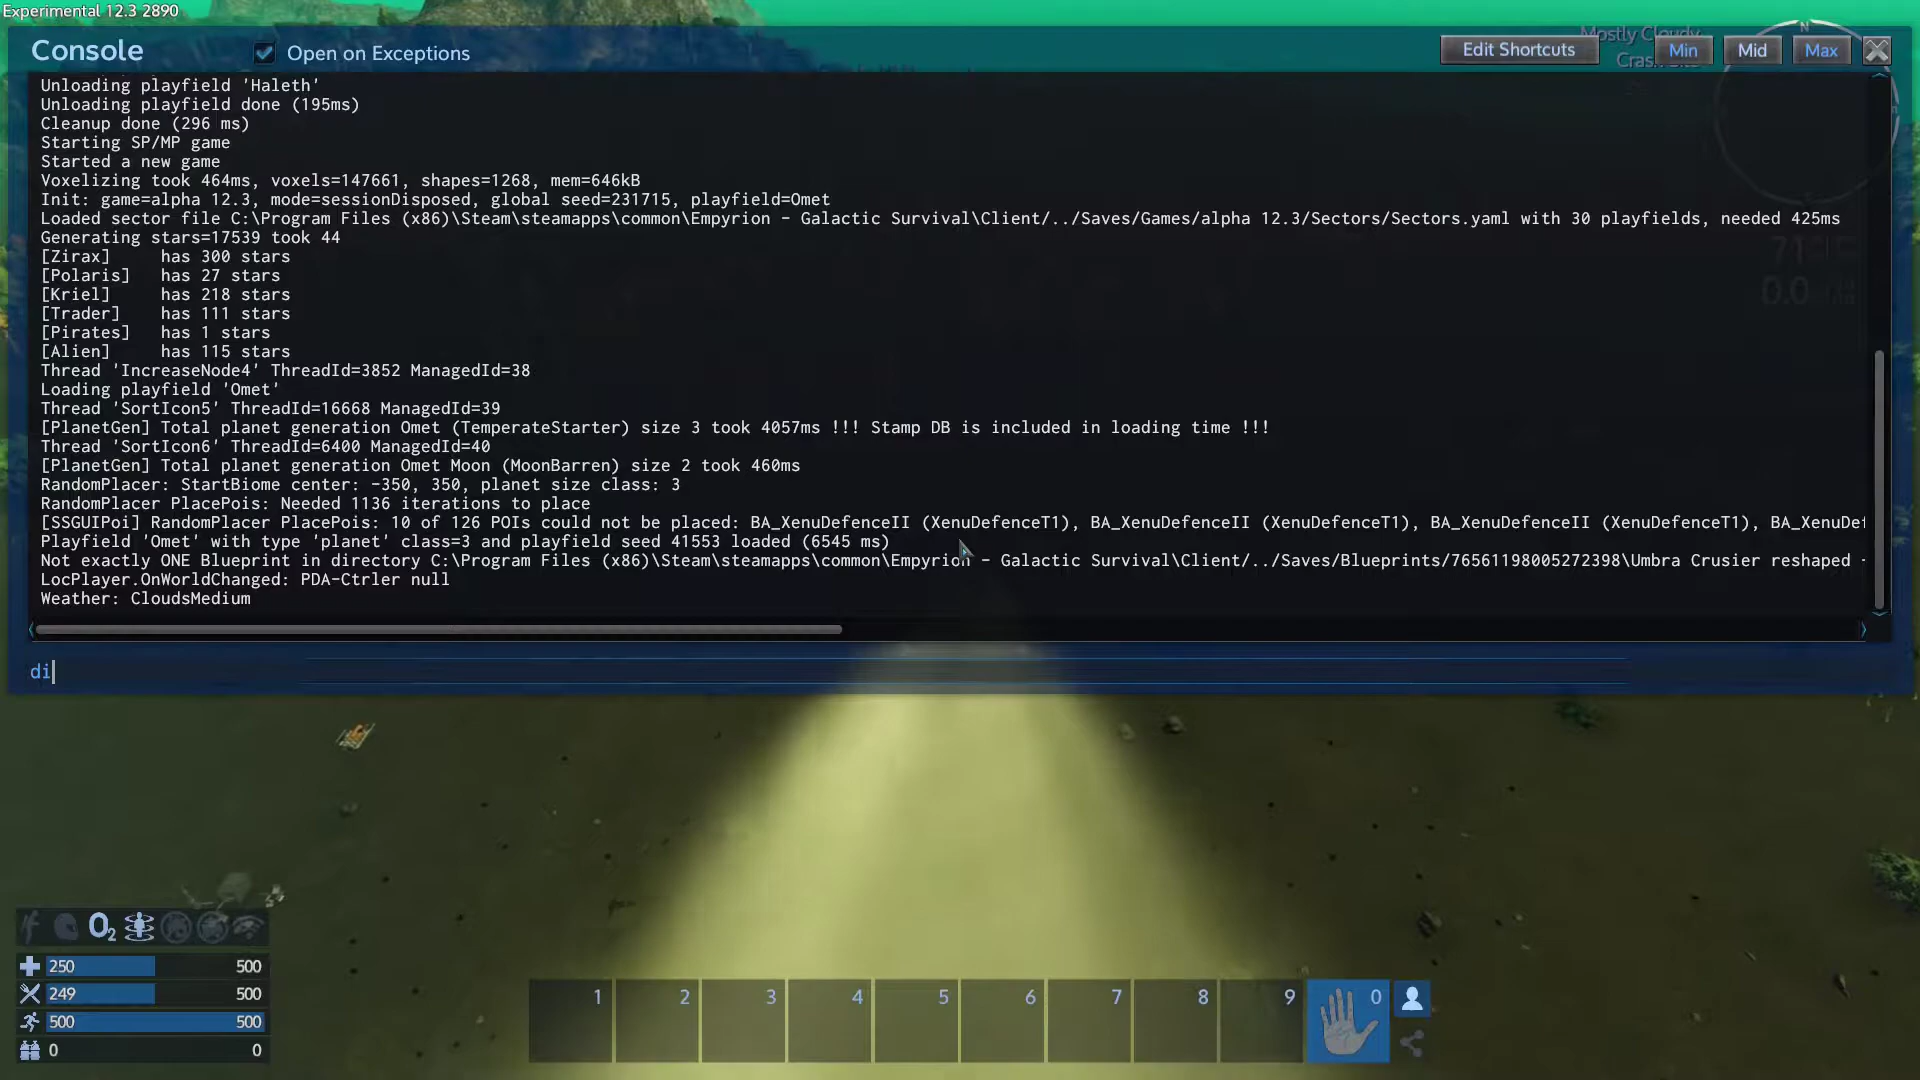 Experimental 12.3 2890
Console
Open on Exceptions
Mostly Cloudy
Edit Shortcuts
Min
Mid
Max
N
Unloading playfield 'Haleth'
Unloading playfield done (195ms)
Cleanup done (296 ms)
Starting SP/MP game
Started a new game
Voxelizing took 464ms, voxels=147661, shapes=1268, mem=646kB
Init: game=alpha 12.3, mode=sessionDisposed, global seed=231715, playfield=Omet
Loaded sector file C:\Program Files (x86)\Steam\steamapps\common\Empyrion - Galactic Survival\Client/../Saves/Games/alpha 12.3/Sectors/Sectors.yaml with 30 playfields, needed 425ms
Generating stars=17539 took 44
[Zirax] has 300 stars
[Polaris] has 27 stars
[Kriel] has 218 stars
[Trader] has 111 stars
[Pirates] has 1 stars
[Alien] has 115 stars
Thread 'IncreaseNode4' ThreadId=3852 ManagedId=38
Loading playfield 'Omet'
Thread 'SortIcon5' ThreadId=16668 ManagedId=39
[PlanetGen] Total planet generation Omet (TemperateStarter) size 3 took 4057ms !!! Stamp DB is included in loading time !!!
Thread 'SortIcon6' ThreadId=6400 ManagedId=40
[PlanetGen] Total planet generation Omet Moon (MoonBarren) size 2 took 460ms
RandomPlacer: StartBiome center: -350, 350, planet size class: 3
RandomPlacer PlacePois: Needed 1136 iterations to place
[SSGUIPoi] RandomPlacer PlacePois: 10 of 126 POIs could not be placed: BA_XenuDefenceII (XenuDefenceT1), BA_XenuDefenceII (XenuDefenceT1), BA_XenuDefenceII (XenuDefenceT1), BA_XenuDef
Playfield 'Omet' with type 'planet' class=3 and playfield seed 41553 loaded (6545 ms)
Not exactly ONE Blueprint in directory C:\Program Files (x86)\Steam\steamapps\common\Empyrion - Galactic Survival\Client/../Saves/Blueprints/76561198005272398\Umbra Crusier reshaped -
LocPlayer.OnWorldChanged: PDA-Ctrler null
Weather: CloudsMedium
di
O2
250 500
249 500
500 500
0 0
1 2 3 4 5 6 7 8 9 0